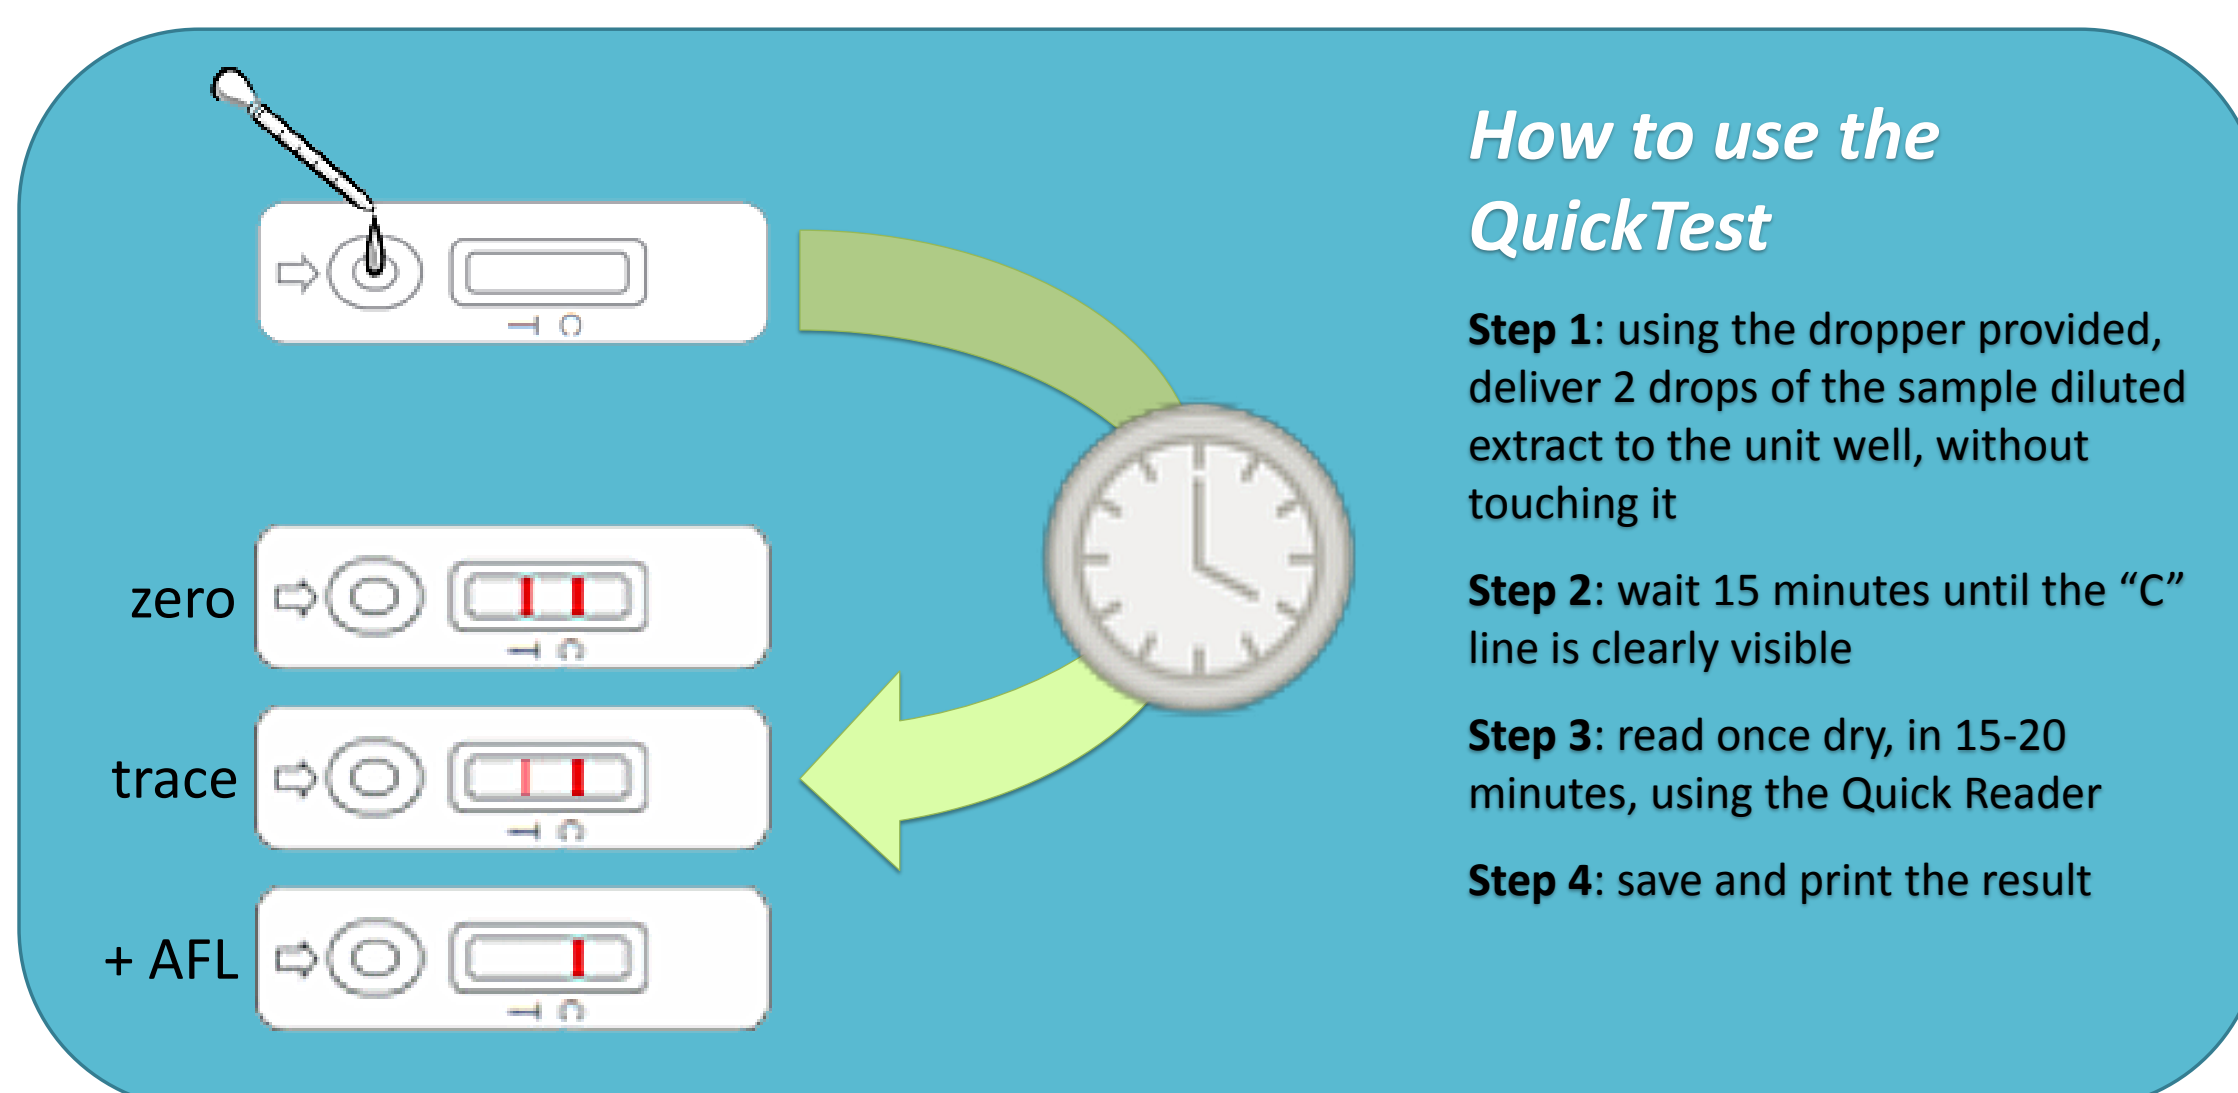 How to use the
QuickTest
Step 1: using the dropper provided,
deliver 2 drops of the sample diluted
extract to the unit well, without
touching it
Step 2: wait 15 minutes until the “C”
line is clearly visible
Step 3: read once dry, in 15-20
minutes, using the Quick Reader
Step 4: save and print the result
T C
zero
T C
trace
T C
+ AFL
T C